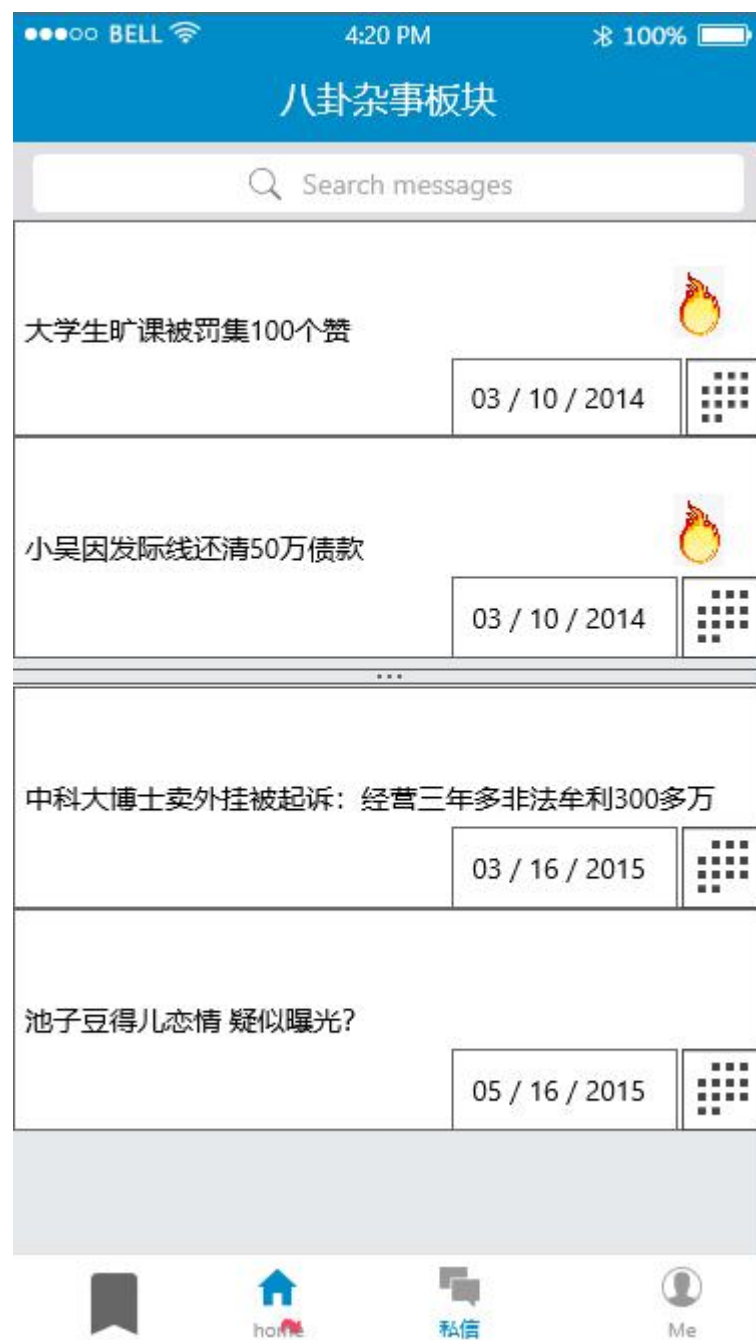 BELL 4:20 PM 100%
八卦杂事板块
Search messages
大学生旷课被罚集100个赞
03 / 10 / 2014
小吴因发际线还清50万债款
03 / 10 / 2014
中科大博士卖外挂被起诉：经营三年多非法牟利300多万
03 / 16 / 2015
池子豆得儿恋情 疑似曝光？
05 / 16 / 2015
home 私信 Me